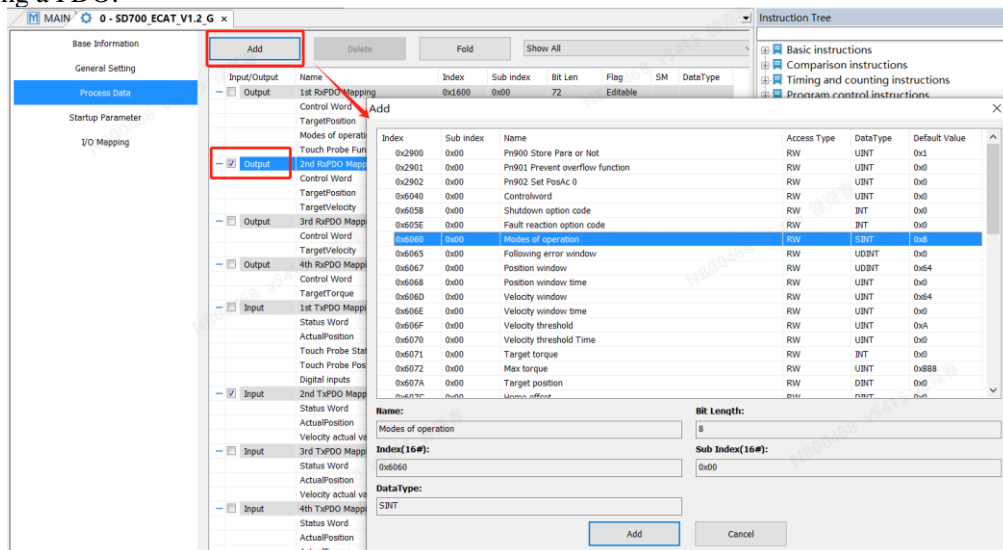 ng a PDO.
MAIN 0 - SD700_ECAT_V1.2_G × Instruction Tree
Base Information
General Setting
Process Data
Startup Parameter
I/O Mapping
Add Delete Fold Show All
Input/Output Name Index Sub index Bit Len Flag SM DataType
Output 1st RxPDO Mapping 0x1600 0x00 72 Editable
Control Word
TargetPosition
Modes of operati
Touch Probe Fun
Output 2nd RxPDO Mapp
Control Word
TargetPosition
TargetVelocity
Output 3rd RxPDO Mapp
Control Word
TargetVelocity
Output 4th RxPDO Mapp
Control Word
TargetTorque
Input 1st TxPDO Mapp
Status Word
ActualPosition
Touch Probe Stat
Touch Probe Pos
Digital inputs
Input 2nd TxPDO Mapp
Status Word
ActualPosition
Velocity actual va
Input 3rd TxPDO Mapp
Status Word
ActualPosition
Velocity actual va
Input 4th TxPDO Mapp
Status Word
ActualPosition
Basic instructions
Comparison instructions
Timing and counting instructions
Program control instructions
Add ×
Index Sub index Name Access Type DataType Default Value
0x2900 0x00 Pn900 Store Para or Not RW UINT 0x1
0x2901 0x00 Pn901 Prevent overflow function RW UINT 0x0
0x2902 0x00 Pn902 Set PosAc 0 RW UINT 0x0
0x6040 0x00 Controlword RW UINT 0x0
0x605B 0x00 Shutdown option code RW INT 0x0
0x605E 0x00 Fault reaction option code RW INT 0x0
0x6060 0x00 Modes of operation RW SINT 0x8
0x6065 0x00 Following error window RW UDINT 0x0
0x6067 0x00 Position window RW UDINT 0x64
0x6068 0x00 Position window time RW UINT 0x0
0x606D 0x00 Velocity window RW UINT 0x64
0x606E 0x00 Velocity window time RW UINT 0x0
0x606F 0x00 Velocity threshold RW UINT 0xA
0x6070 0x00 Velocity threshold Time RW UINT 0x0
0x6071 0x00 Target torque RW INT 0x0
0x6072 0x00 Max torque RW UINT 0xBB8
0x607A 0x00 Target position RW DINT 0x0
0x607C 0x00 Home offset RW DINT 0x0
Name: Bit Length:
Modes of operation 8
Index(16#): Sub Index(16#):
0x6060 0x00
DataType:
SINT
Add Cancel